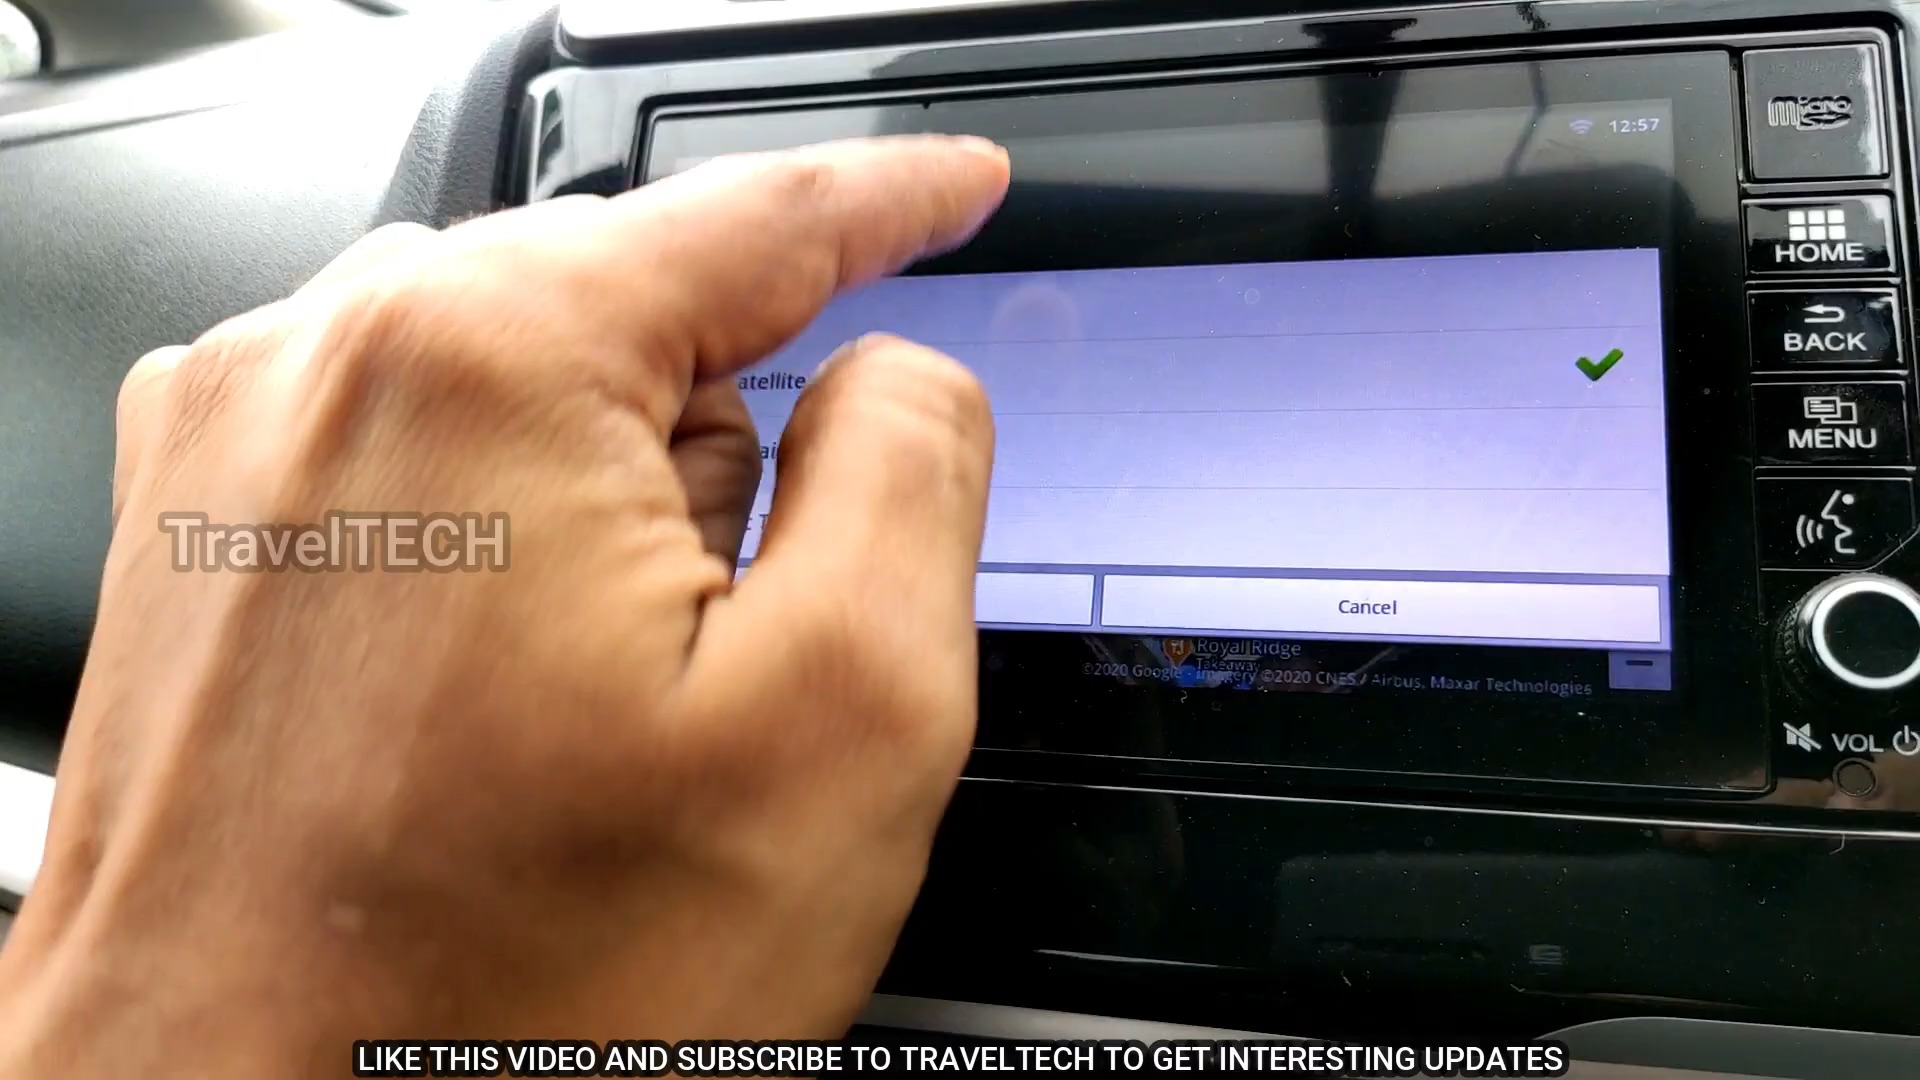 micro SD
12:57
HOME
BACK
atellite
MENU
TravelTECH
Cancel
Royal Ridge
Takeaway
©2020 Google - Imagery ©2020 CNES / Airbus, Maxar Technologies
VOL
LIKE THIS VIDEO AND SUBSCRIBE TO TRAVELTECH TO GET INTERESTING UPDATES